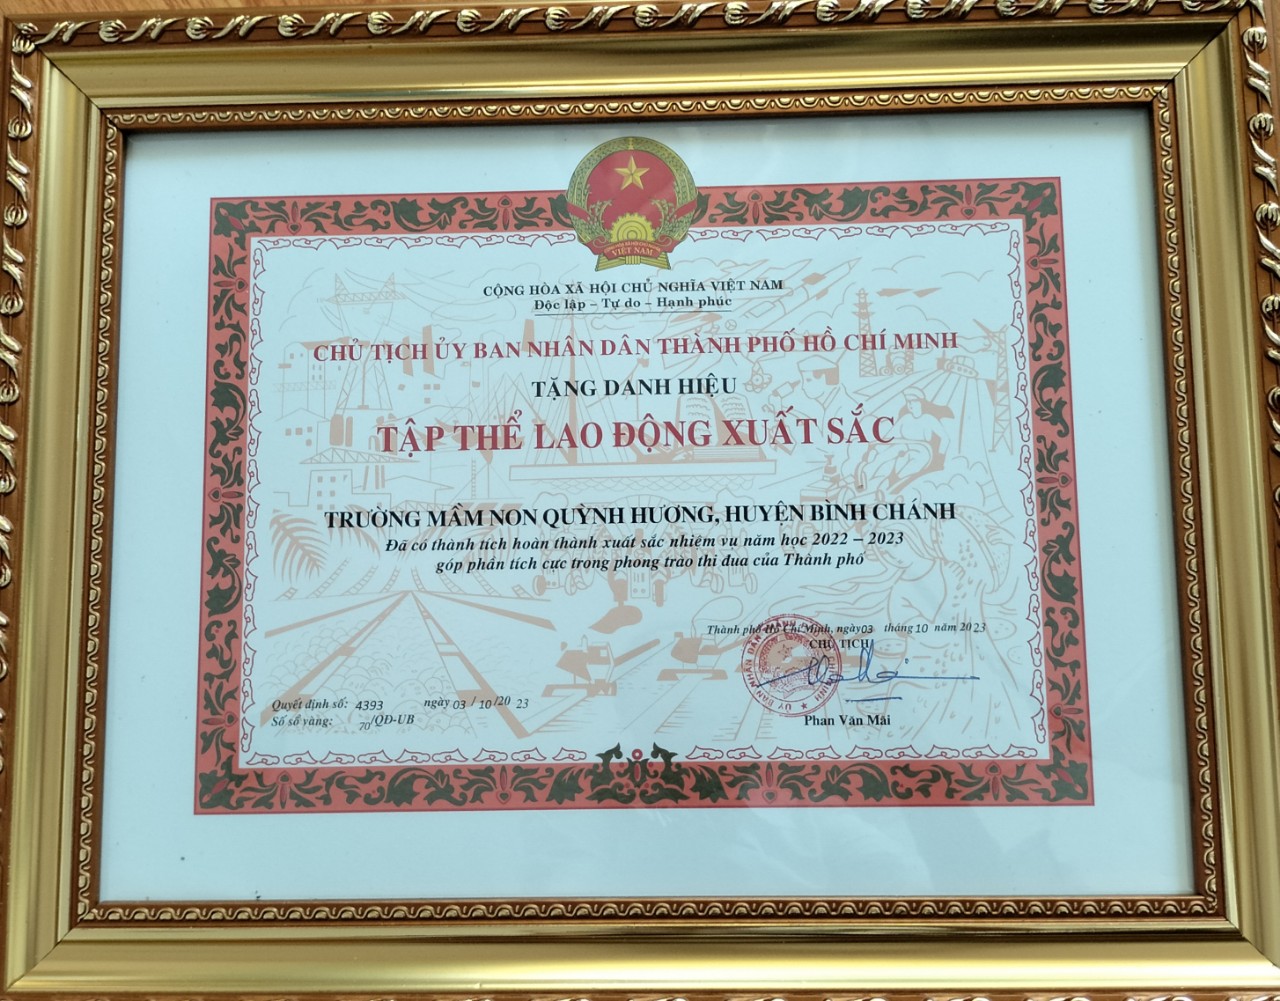 VIỆT NAM
CỘNG HÒA XÃ HỘI CHỦ NGHĨA VIỆT NAM
Độc lập – Tự do – Hạnh phúc
CHỦ TỊCH ỦY BAN NHÂN DÂN THÀNH PHỐ HỒ CHÍ MINH
TẶNG DANH HIỆU
TẬP THỂ LAO ĐỘNG XUẤT SẮC
TRƯỜNG MẦM NON QUỲNH HƯƠNG, HUYỆN BÌNH CHÁNH
Đã có thành tích hoàn thành xuất sắc nhiệm vụ năm học 2022 – 2023
góp phần tích cực trong phong trào thi đua của Thành phố
Thành phố Hồ Chí Minh, ngày 03 tháng 10 năm 2023
CHỦ TỊCH
Quyết định số: 4393 ngày 03 / 10 /20 23
Số sổ vàng: 70/QĐ-UB
Phan Văn Mãi